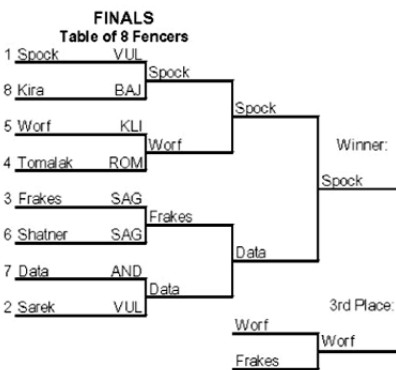 FINALS
Table of 8 Fencers
1 Spock VUL
Spock
8 Kira BAJ
Spock
5 Worf KLI
Worf
4 Tomalak ROM
Winner:
Spock
3 Frakes SAG
Frakes
6 Shatner SAG
Data
7 Data AND
Data
2 Sarek VUL
3rd Place:
Worf
Worf
Frakes